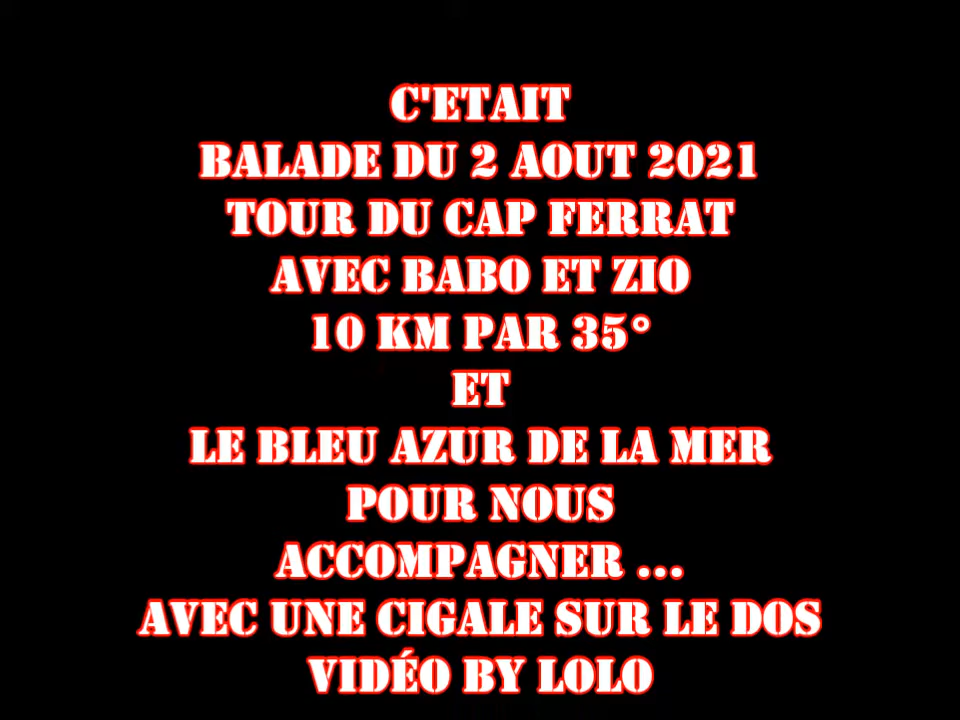 C'ETAIT
BALADE DU 2 AOUT 2021
TOUR DU CAP FERRAT
AVEC BABO ET ZIO
10 KM PAR 35°
ET
LE BLEU AZUR DE LA MER
POUR NOUS
ACCOMPAGNER ...
AVEC UNE CIGALE SUR LE DOS
VIDÉO BY LOLO